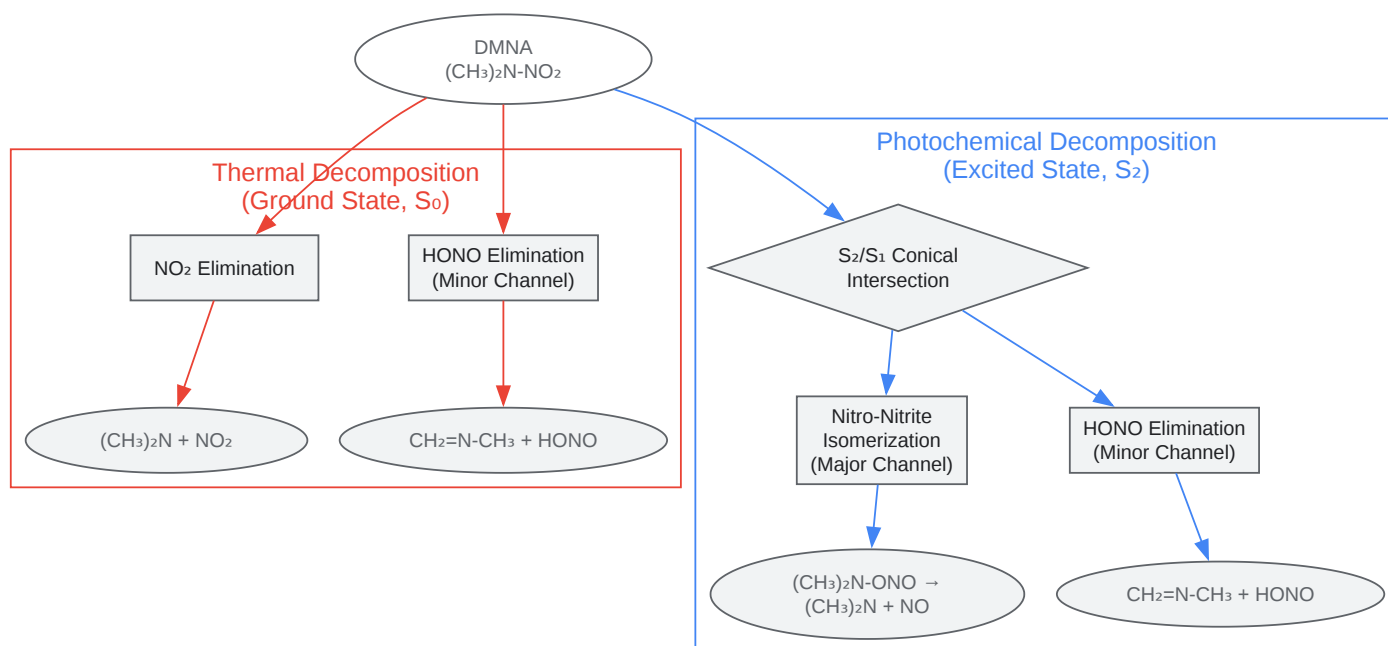 DMNA
(CH₃)₂N-NO₂
Thermal Decomposition
(Ground State, S₀)
Photochemical Decomposition
(Excited State, S₂)
NO₂ Elimination
HONO Elimination
(Minor Channel)
S₂/S₁ Conical
Intersection
(CH₃)₂N + NO₂
CH₂=N-CH₃ + HONO
Nitro-Nitrite
Isomerization
(Major Channel)
HONO Elimination
(Minor Channel)
(CH₃)₂N-ONO →
(CH₃)₂N + NO
CH₂=N-CH₃ + HONO